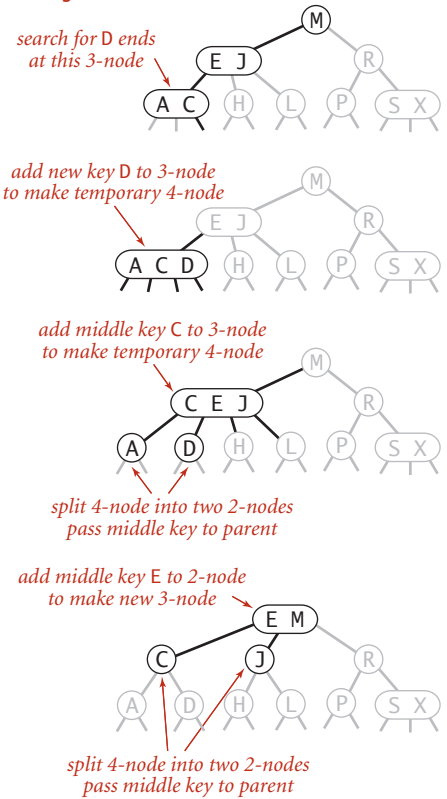 M
search for D ends
at this 3-node
E J
R
A C
H
L
P
S X
add new key D to 3-node
to make temporary 4-node
M
E J
R
A C D
H
L
P
S X
add middle key C to 3-node
to make temporary 4-node
M
C E J
R
A
D
H
L
P
S X
split 4-node into two 2-nodes
pass middle key to parent
add middle key E to 2-node
to make new 3-node
E M
C
J
R
A
D
H
L
P
S X
split 4-node into two 2-nodes
pass middle key to parent